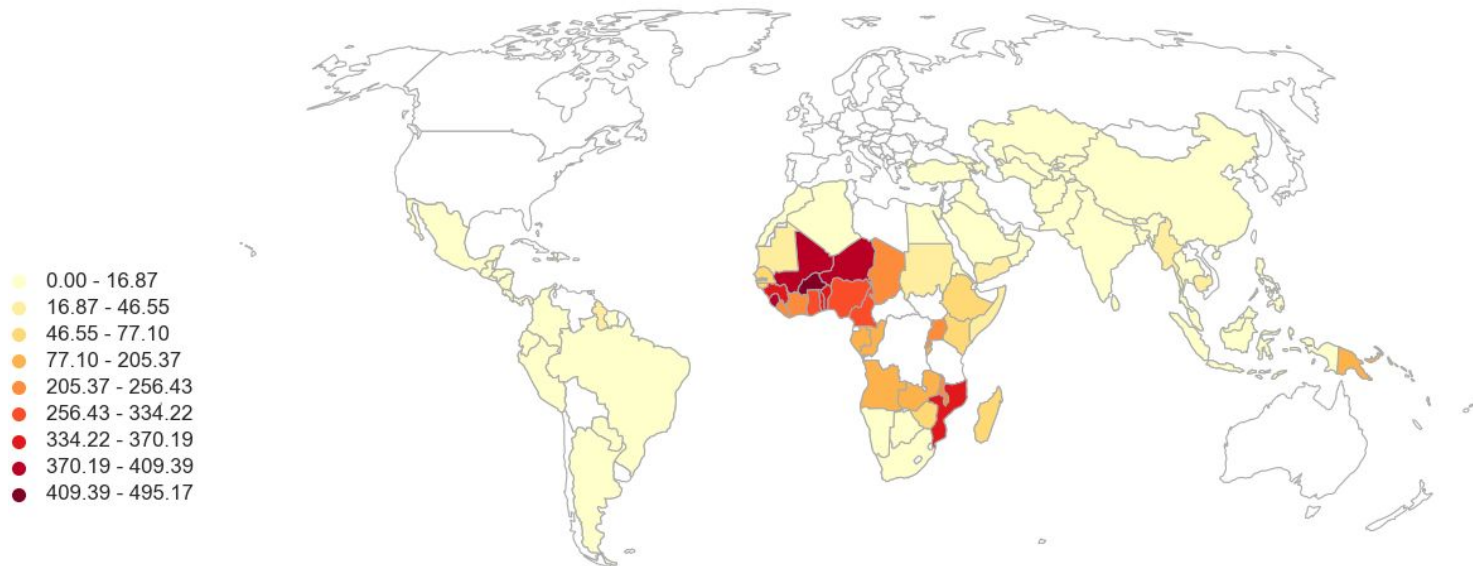 0.00 - 16.87
16.87 - 46.55
46.55 - 77.10
77.10 - 205.37
205.37 - 256.43
256.43 - 334.22
334.22 - 370.19
370.19 - 409.39
409.39 - 495.17